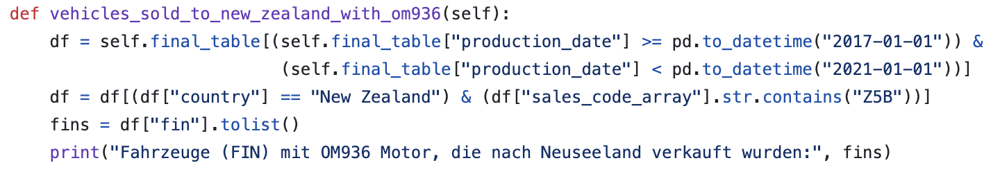 def vehicles_sold_to_new_zealand_with_om936(self):
    df = self.final_table[(self.final_table["production_date"] >= pd.to_datetime("2017-01-01")) &
                          (self.final_table["production_date"] < pd.to_datetime("2021-01-01"))]
    df = df[(df["country"] == "New Zealand") & (df["sales_code_array"].str.contains("Z5B"))]
    fins = df["fin"].tolist()
    print("Fahrzeuge (FIN) mit OM936 Motor, die nach Neuseeland verkauft wurden:", fins)